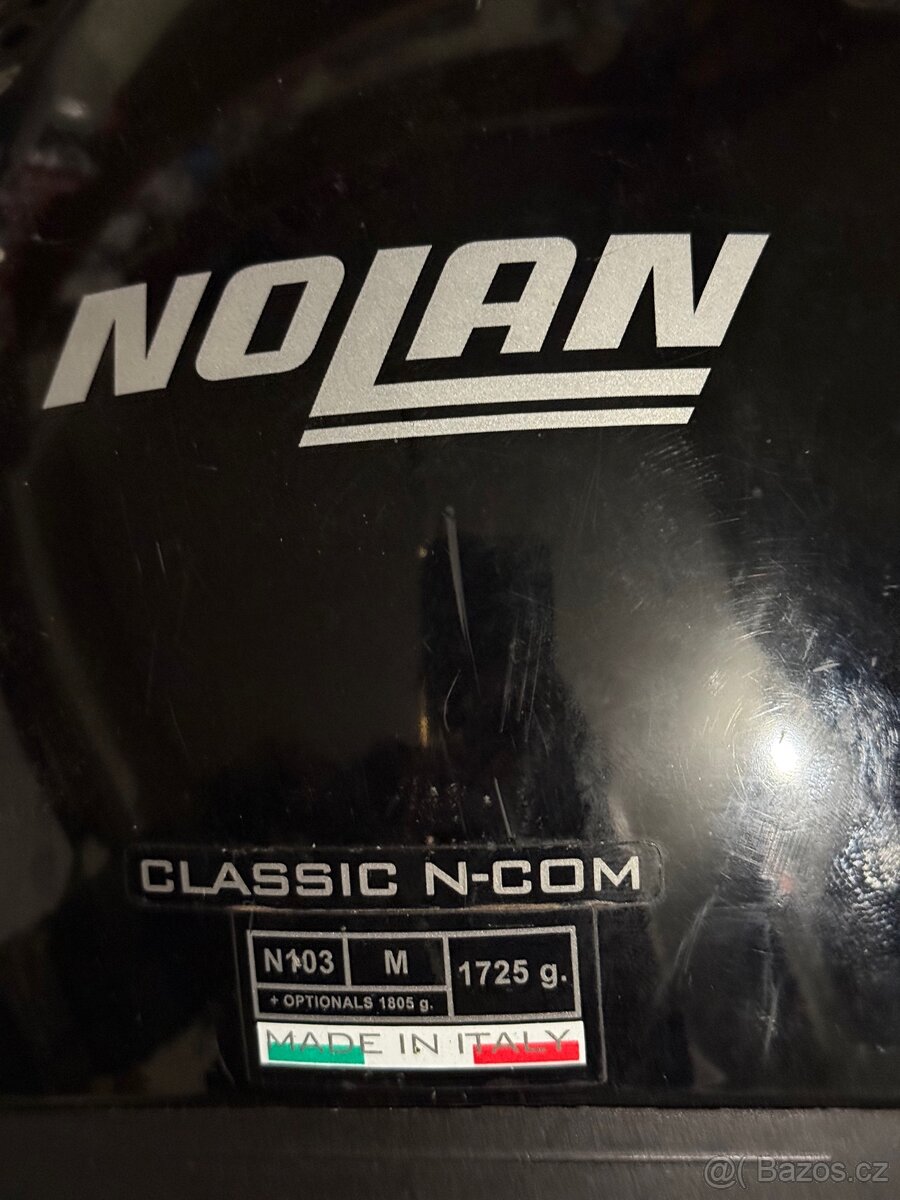 NOLAN
CLASSIC N-COM
N103 M 1725 g.
+ OPTIONALS 1805 g.
MADE IN ITALY
@( Bazos.cz